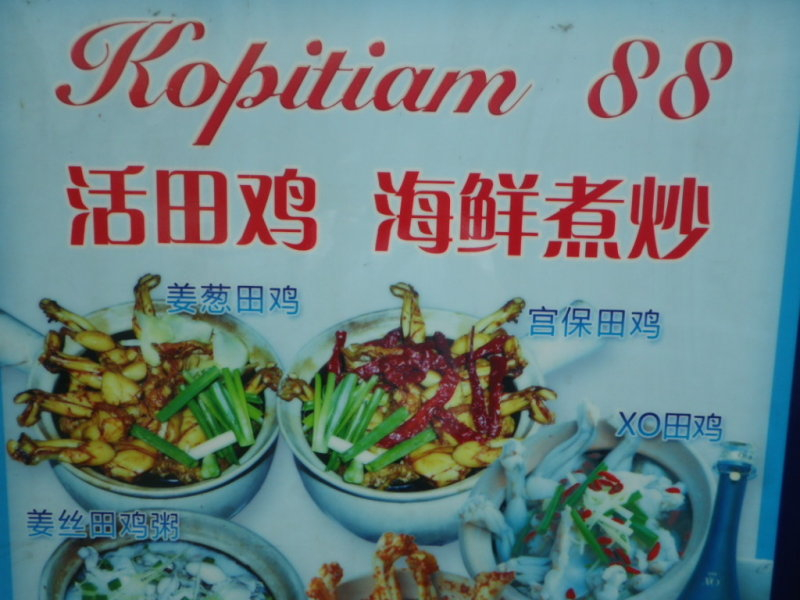 Kopitiam 88
活田鸡 海鲜煮炒
姜葱田鸡
宫保田鸡
XO田鸡
姜丝田鸡粥
XO